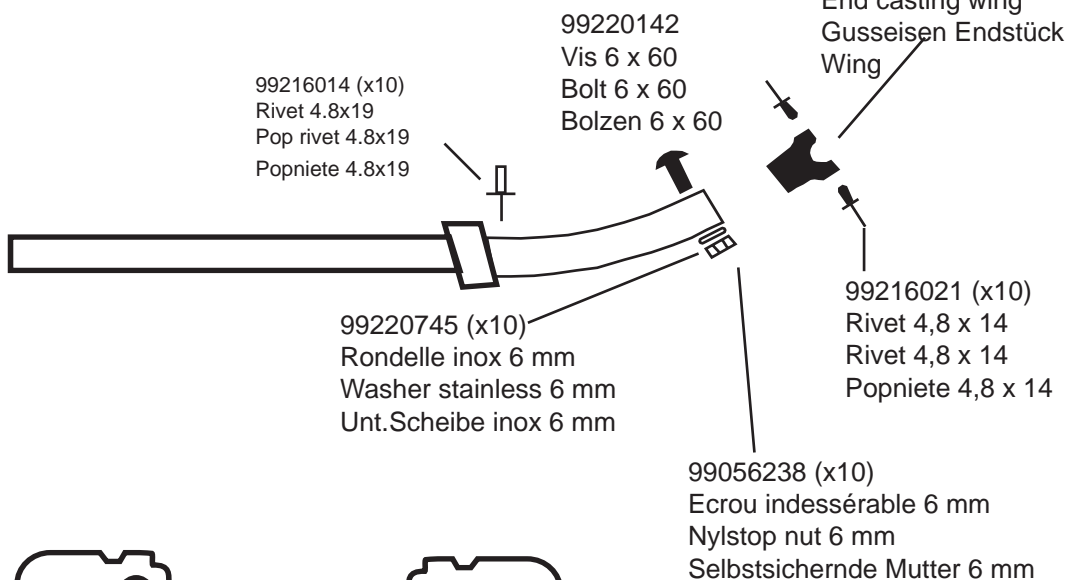 End casting wing
Gusseisen Endstück
Wing
99220142
Vis 6 x 60
Bolt 6 x 60
Bolzen 6 x 60
99216014 (x10)
Rivet 4.8x19
Pop rivet 4.8x19
Popniete 4.8x19
99220745 (x10)
Rondelle inox 6 mm
Washer stainless 6 mm
Unt.Scheibe inox 6 mm
99216021 (x10)
Rivet 4,8 x 14
Rivet 4,8 x 14
Popniete 4,8 x 14
99056238 (x10)
Ecrou indessérable 6 mm
Nylstop nut 6 mm
Selbstsichernde Mutter 6 mm